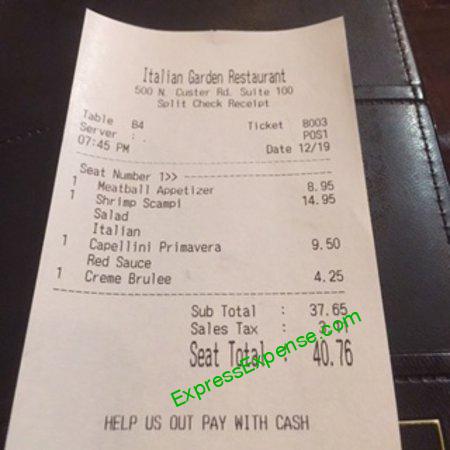 Italian Garden Restaurant
500 N. Custer Rd. Suite 100
Split Check Receipt
Table B4 Ticket 8003
Server : . POS1
07:45 PM Date 12/19
Seat Number 1>>
1 Meatball Appetizer 8.95
1 Shrimp Scampi 14.95
Salad
Italian
1 Capellini Primavera 9.50
Red Sauce
1 Creme Brulee 4.25
Sub Total : 37.65
Sales Tax :
Seat Total : 40.76
ExpressExpense.com
HELP US OUT PAY WITH CASH